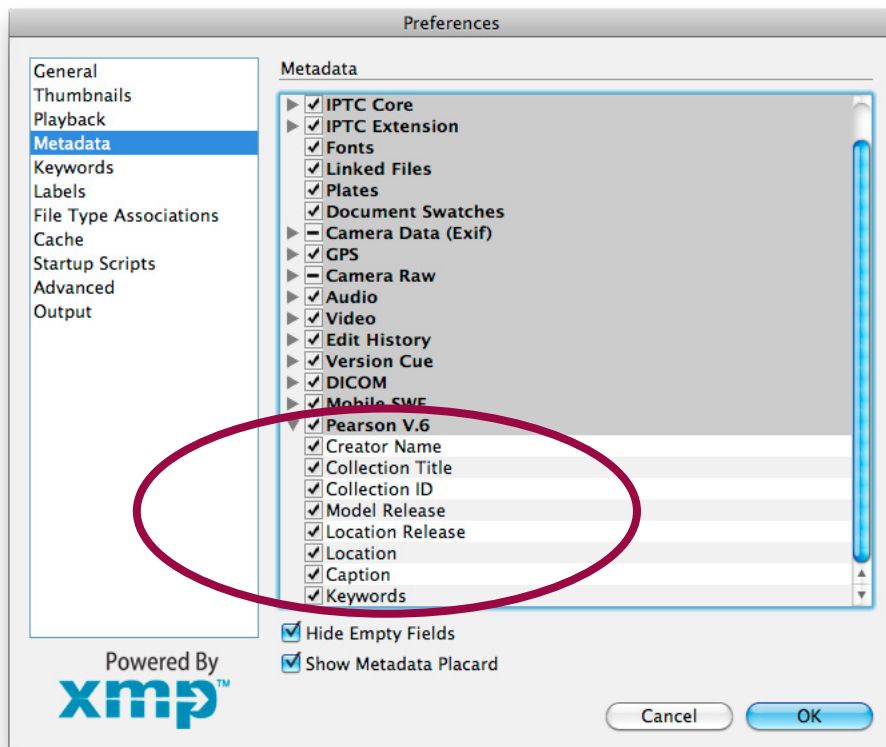 Preferences
General
Thumbnails
Playback
Metadata
Keywords
Labels
File Type Associations
Cache
Startup Scripts
Advanced
Output
Powered By
xmp™
Metadata
IPTC Core
IPTC Extension
Fonts
Linked Files
Plates
Document Swatches
Camera Data (Exif)
GPS
Camera Raw
Audio
Video
Edit History
Version Cue
DICOM
Mobile SWF
Pearson V.6
Creator Name
Collection Title
Collection ID
Model Release
Location Release
Location
Caption
Keywords
Hide Empty Fields
Show Metadata Placard
Cancel
OK